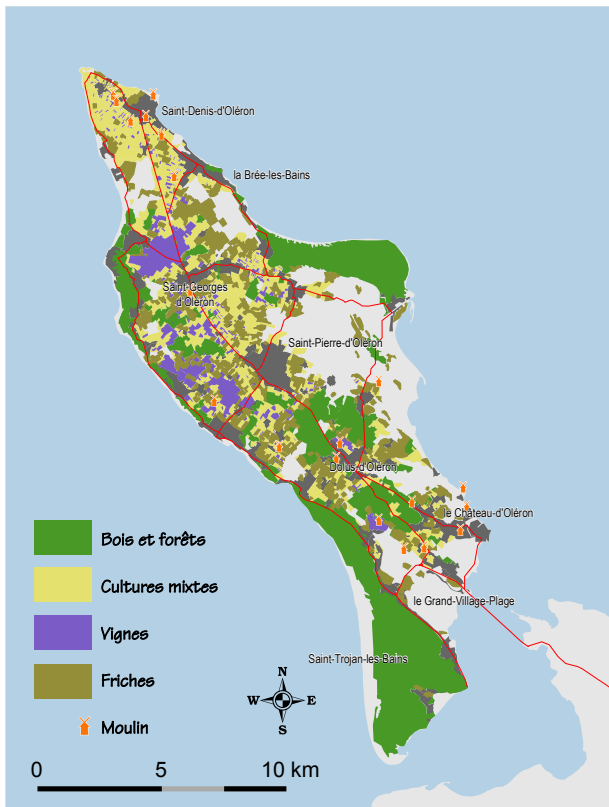 Saint-Denis-d'Oléron
la Brée-les-Bains
Saint-Georges
d'Oléron
Saint-Pierre-d'Oléron
Dolus-d'Oléron
le Château-d'Oléron
le Grand-Village-Plage
Saint-Trojan-les-Bains
Bois et forêts
Cultures mixtes
Vignes
Friches
Moulin
N
W E
S
0 5 10 km